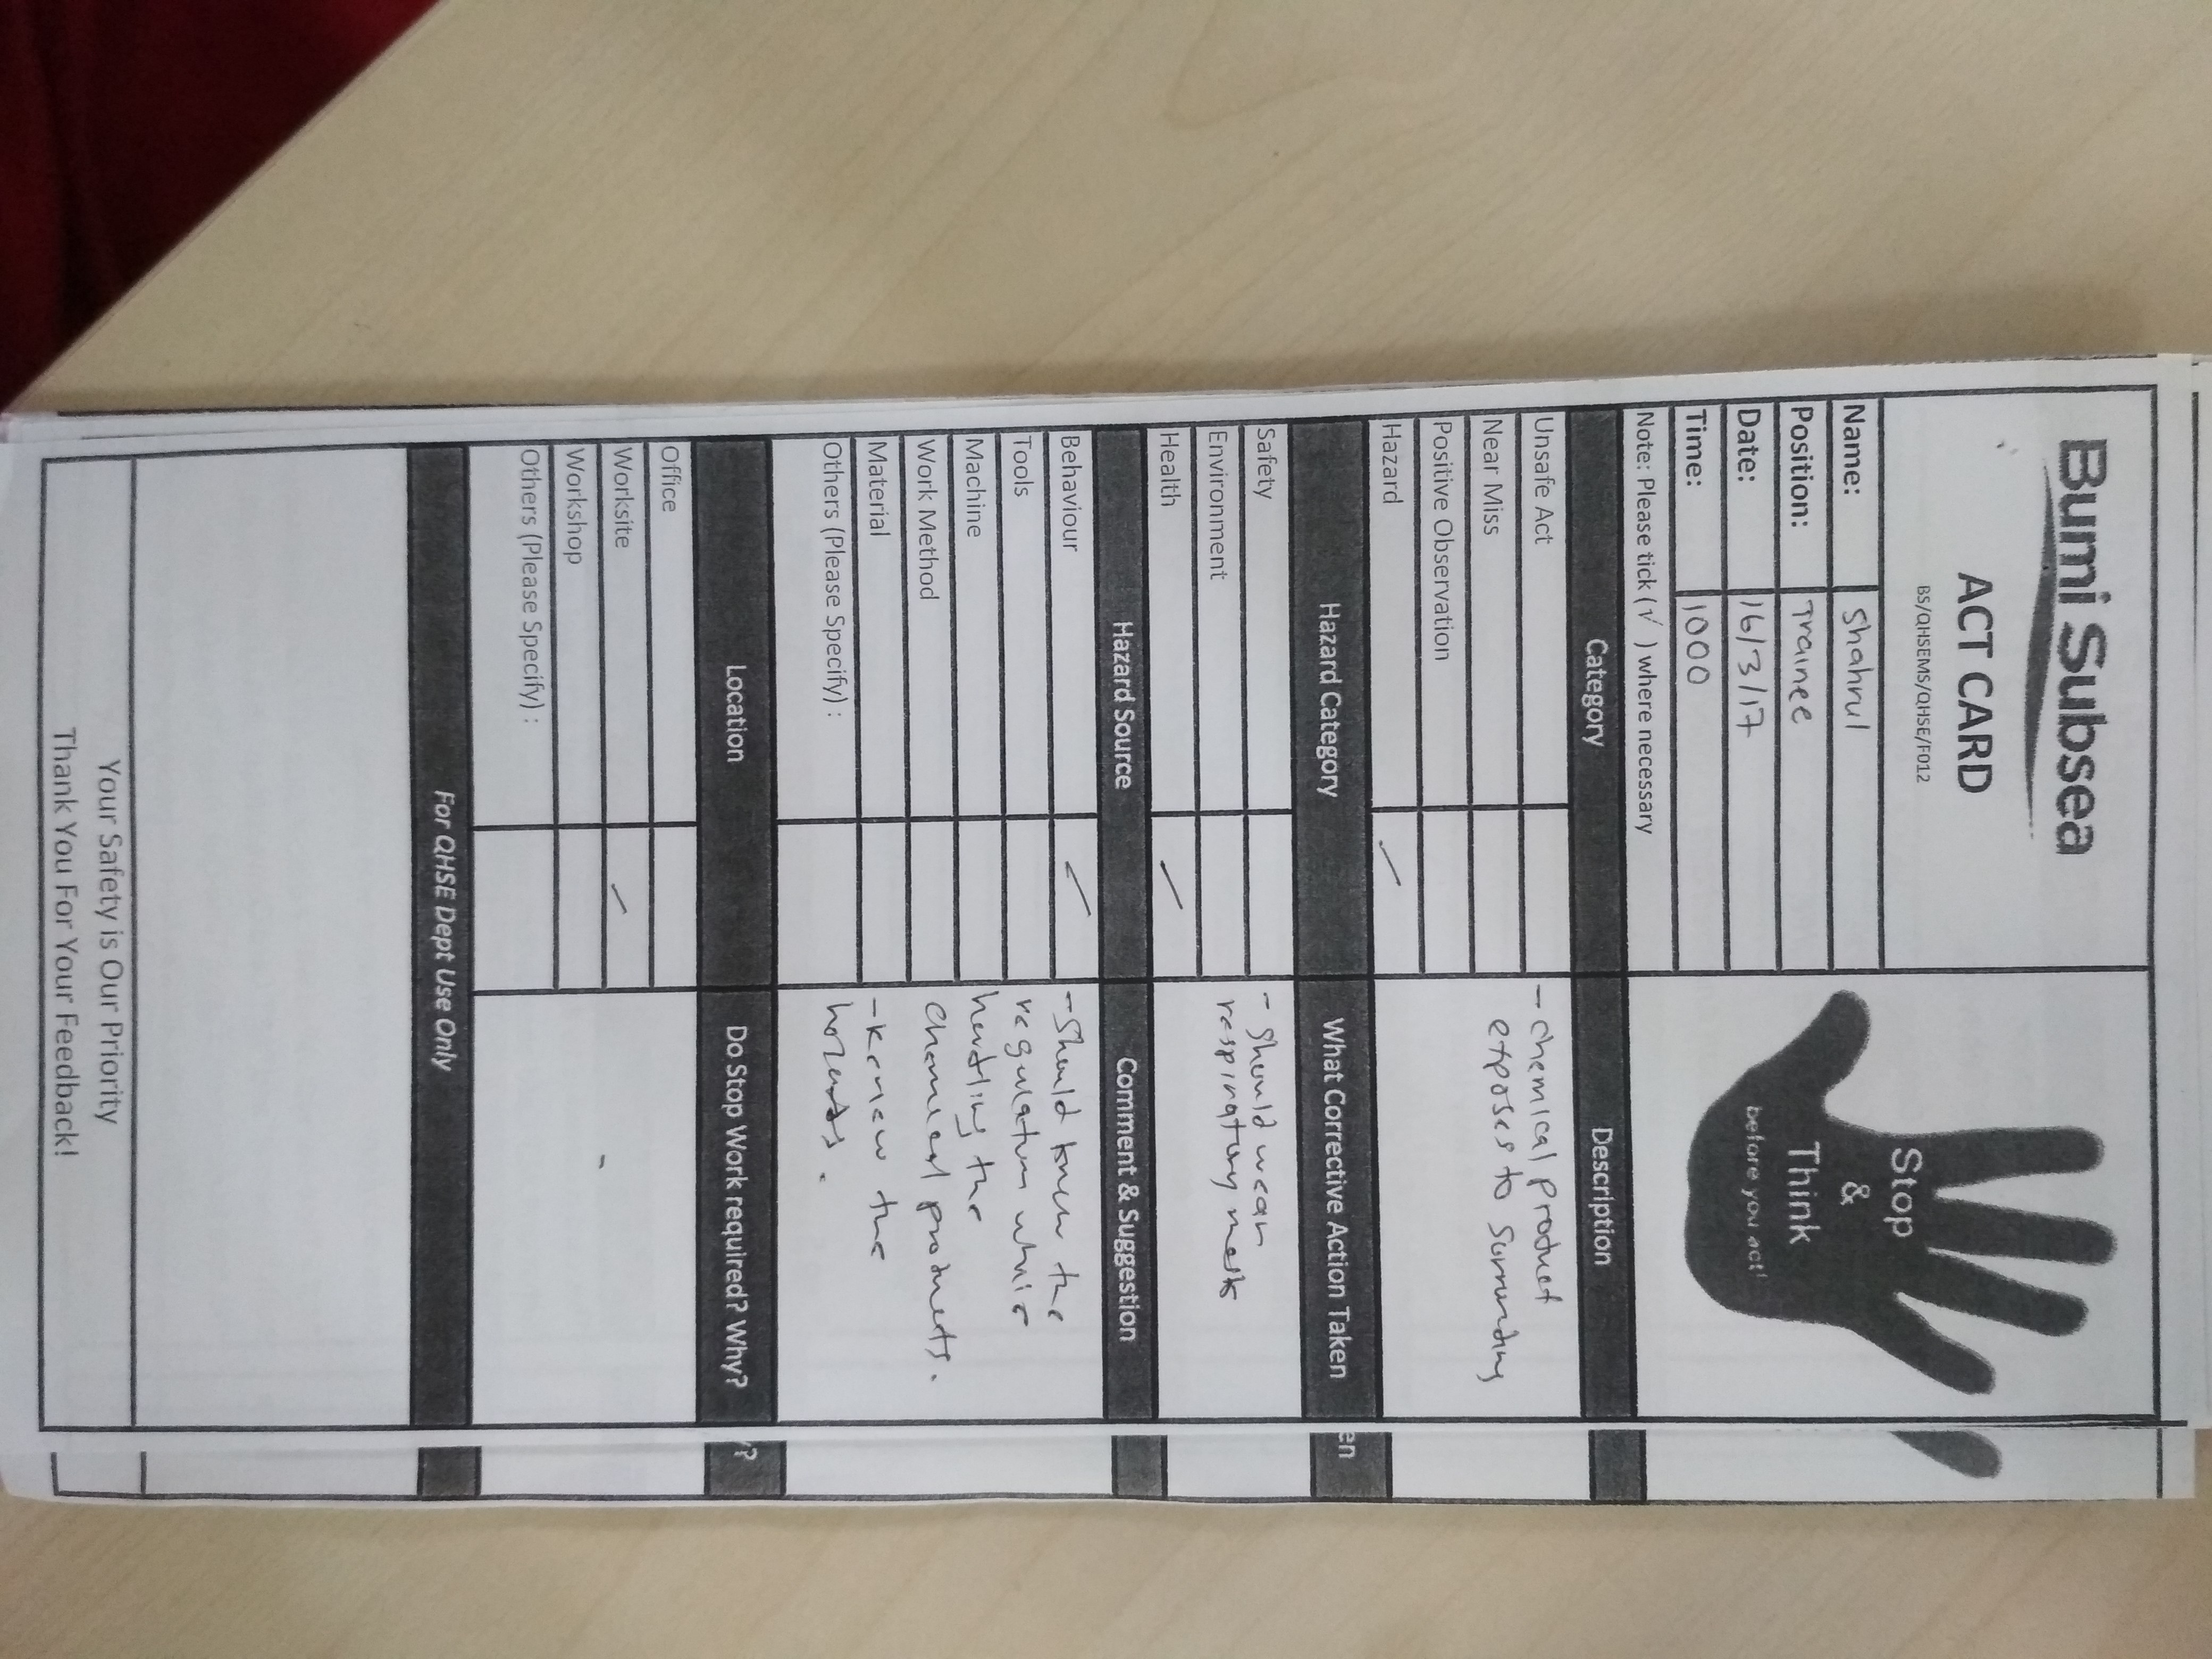 Bumi Subsea
ACT CARD
BS/QHSEMS/QHSE/F012
Stop
&
Think
before you act!
Name: Shahrul
Position: Trainee
Date: 16/3/17
Time: 1000
Note: Please tick (√ ) where necessary
Category Description
Unsafe Act - chemical product
Near Miss exposes to surrunding
Positive Observation
Hazard ✓
Hazard Category What Corrective Action Taken
Safety - Should wear
Environment respiratory mask
Health ✓
Hazard Source Comment & Suggestion
Behaviour ✓ - Should know the
Tools regulation while
Machine handling the
Work Method chemical products.
Material - the
Others (Please Specify) :
Location Do Stop Work required? Why?
Office
Worksite ✓ -
Workshop
Others (Please Specify) :
For QHSE Dept Use Only
Your Safety is Our Priority
Thank You For Your Feedback!
en
y?